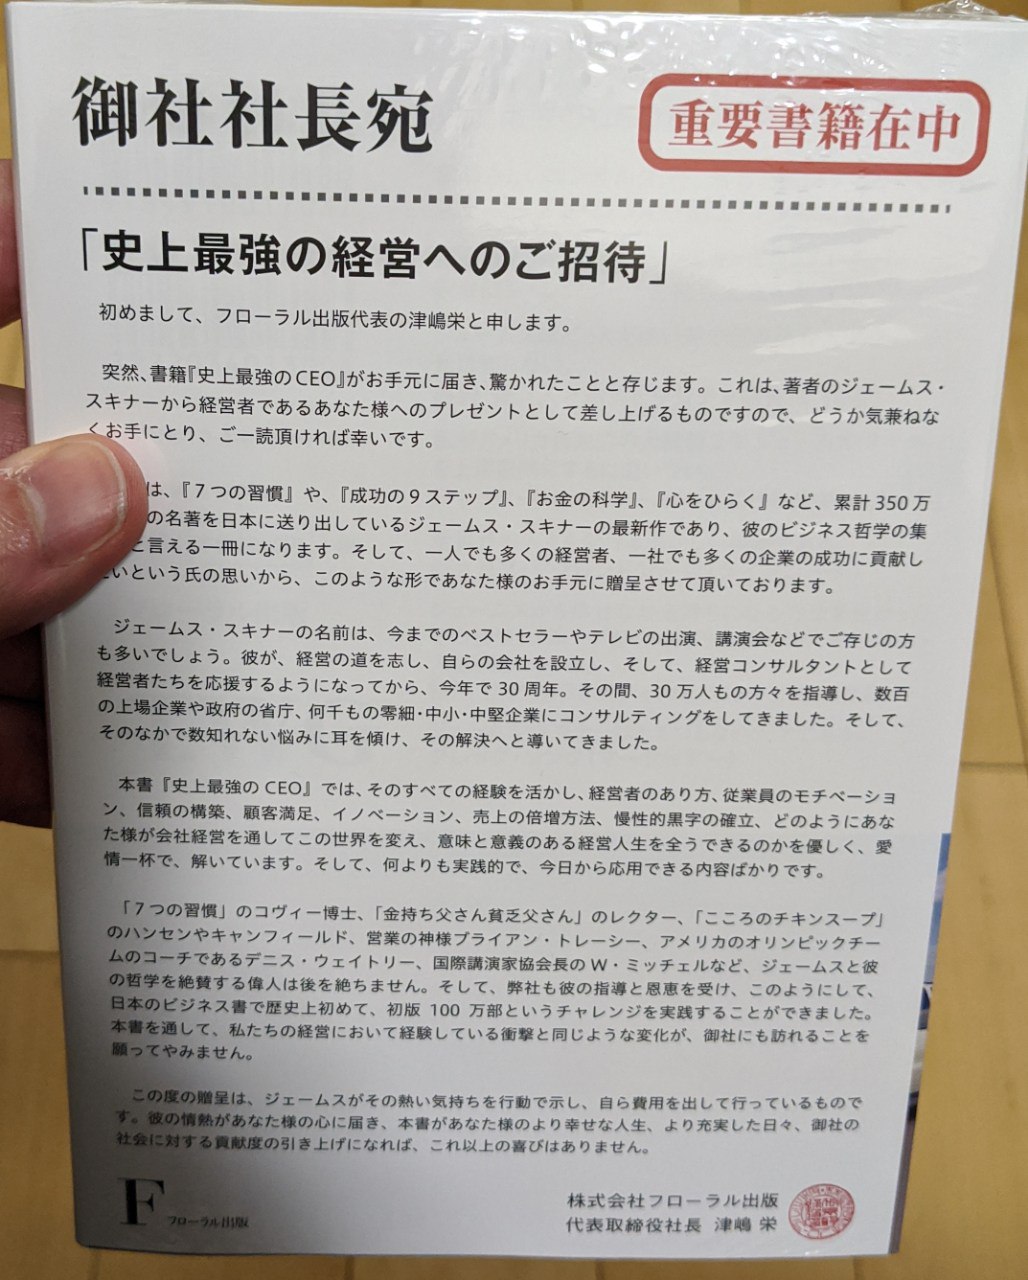 御社社長宛
重要書籍在中
「史上最強の経営へのご招待」
初めまして、フローラル出版代表の津嶋栄と申します。
突然、書籍『史上最強のCEO』がお手元に届き、驚かれたことと存じます。これは、著者のジェームス・
スキナーから経営者であるあなた様へのプレゼントとして差し上げるものですので、どうか気兼ねな
くお手にとり、ご一読頂ければ幸いです。
は、『7つの習慣』や、『成功の9ステップ』、『お金の科学』、『心をひらく』など、累計350万
の名著を日本に送り出しているジェームス・スキナーの最新作であり、彼のビジネス哲学の集
と言える一冊になります。そして、一人でも多くの経営者、一社でも多くの企業の成功に貢献し
たいという氏の思いから、このような形であなた様のお手元に贈呈させて頂いております。
ジェームス・スキナーの名前は、今までのベストセラーやテレビの出演、講演会などでご存じの方
も多いでしょう。彼が、経営の道を志し、自らの会社を設立し、そして、経営コンサルタントとして
経営者たちを応援するようになってから、今年で30周年。その間、30万人もの方々を指導し、数百
の上場企業や政府の省庁、何千もの零細・中小・中堅企業にコンサルティングをしてきました。そして、
そのなかで数知れない悩みに耳を傾け、その解決へと導いてきました。
本書『史上最強のCEO』では、そのすべての経験を活かし、経営者のあり方、従業員のモチベーショ
ン、信頼の構築、顧客満足、イノベーション、売上の倍増方法、慢性的黒字の確立、どのようにあな
た様が会社経営を通してこの世界を変え、意味と意義のある経営人生を全うできるのかを優しく、愛
情一杯で、解いています。そして、何よりも実践的で、今日から応用できる内容ばかりです。
「7つの習慣」のコヴィー博士、「金持ち父さん貧乏父さん」のレクター、「こころのチキンスープ」
のハンセンやキャンフィールド、営業の神様ブライアン・トレーシー、アメリカのオリンピックチー
ムのコーチであるデニス・ウェイトリー、国際講演家協会長のW・ミッチェルなど、ジェームスと彼
の哲学を絶賛する偉人は後を絶ちません。そして、弊社も彼の指導と恩恵を受け、このようにして、
日本のビジネス書で歴史上初めて、初版100万部というチャレンジを実践することができました。
本書を通して、私たちの経営において経験している衝撃と同じような変化が、御社にも訪れることを
願ってやみません。
この度の贈呈は、ジェームスがその熱い気持ちを行動で示し、自ら費用を出して行っているもので
す。彼の情熱があなた様の心に届き、本書があなた様のより幸せな人生、より充実した日々、御社の
社会に対する貢献度の引き上げになれば、これ以上の喜びはありません。
F フローラル出版
株式会社フローラル出版
代表取締役社長 津嶋 栄